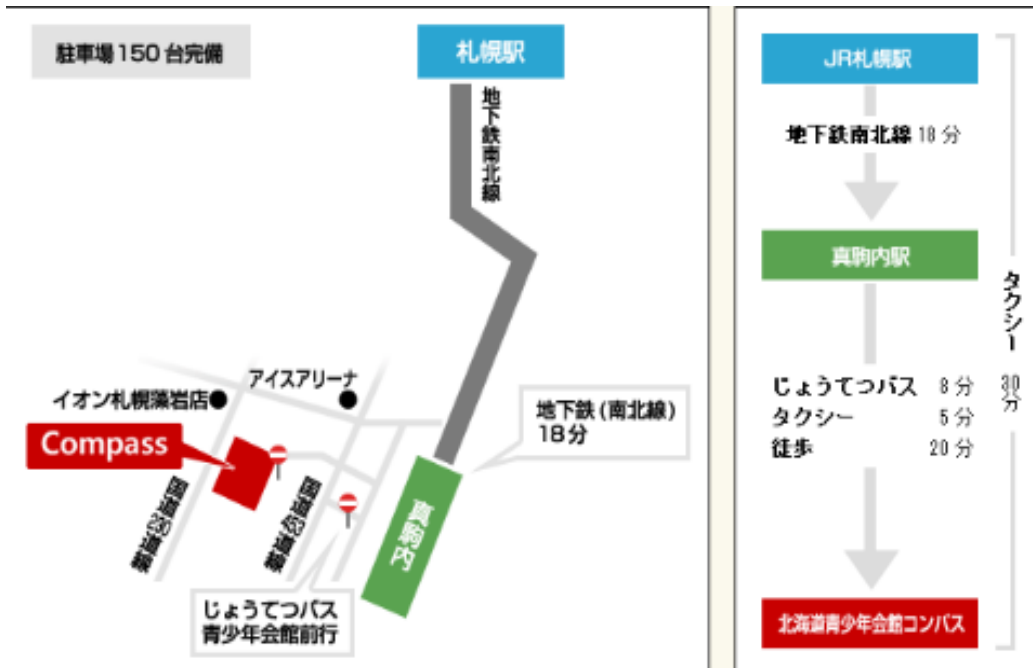 駐車場150台完備
札幌駅
地下鉄南北線
アイスアリーナ
イオン札幌藻岩店
Compass
地下鉄(南北線)
18分
真駒内
国道230道線
国道453道線
じょうてつバス
青少年会館前行
JR札幌駅
地下鉄南北線 18分
真駒内駅
じょうてつバス 8分
タクシー 5分
徒歩 20分
北海道青少年会館コンパス
タクシー 30分